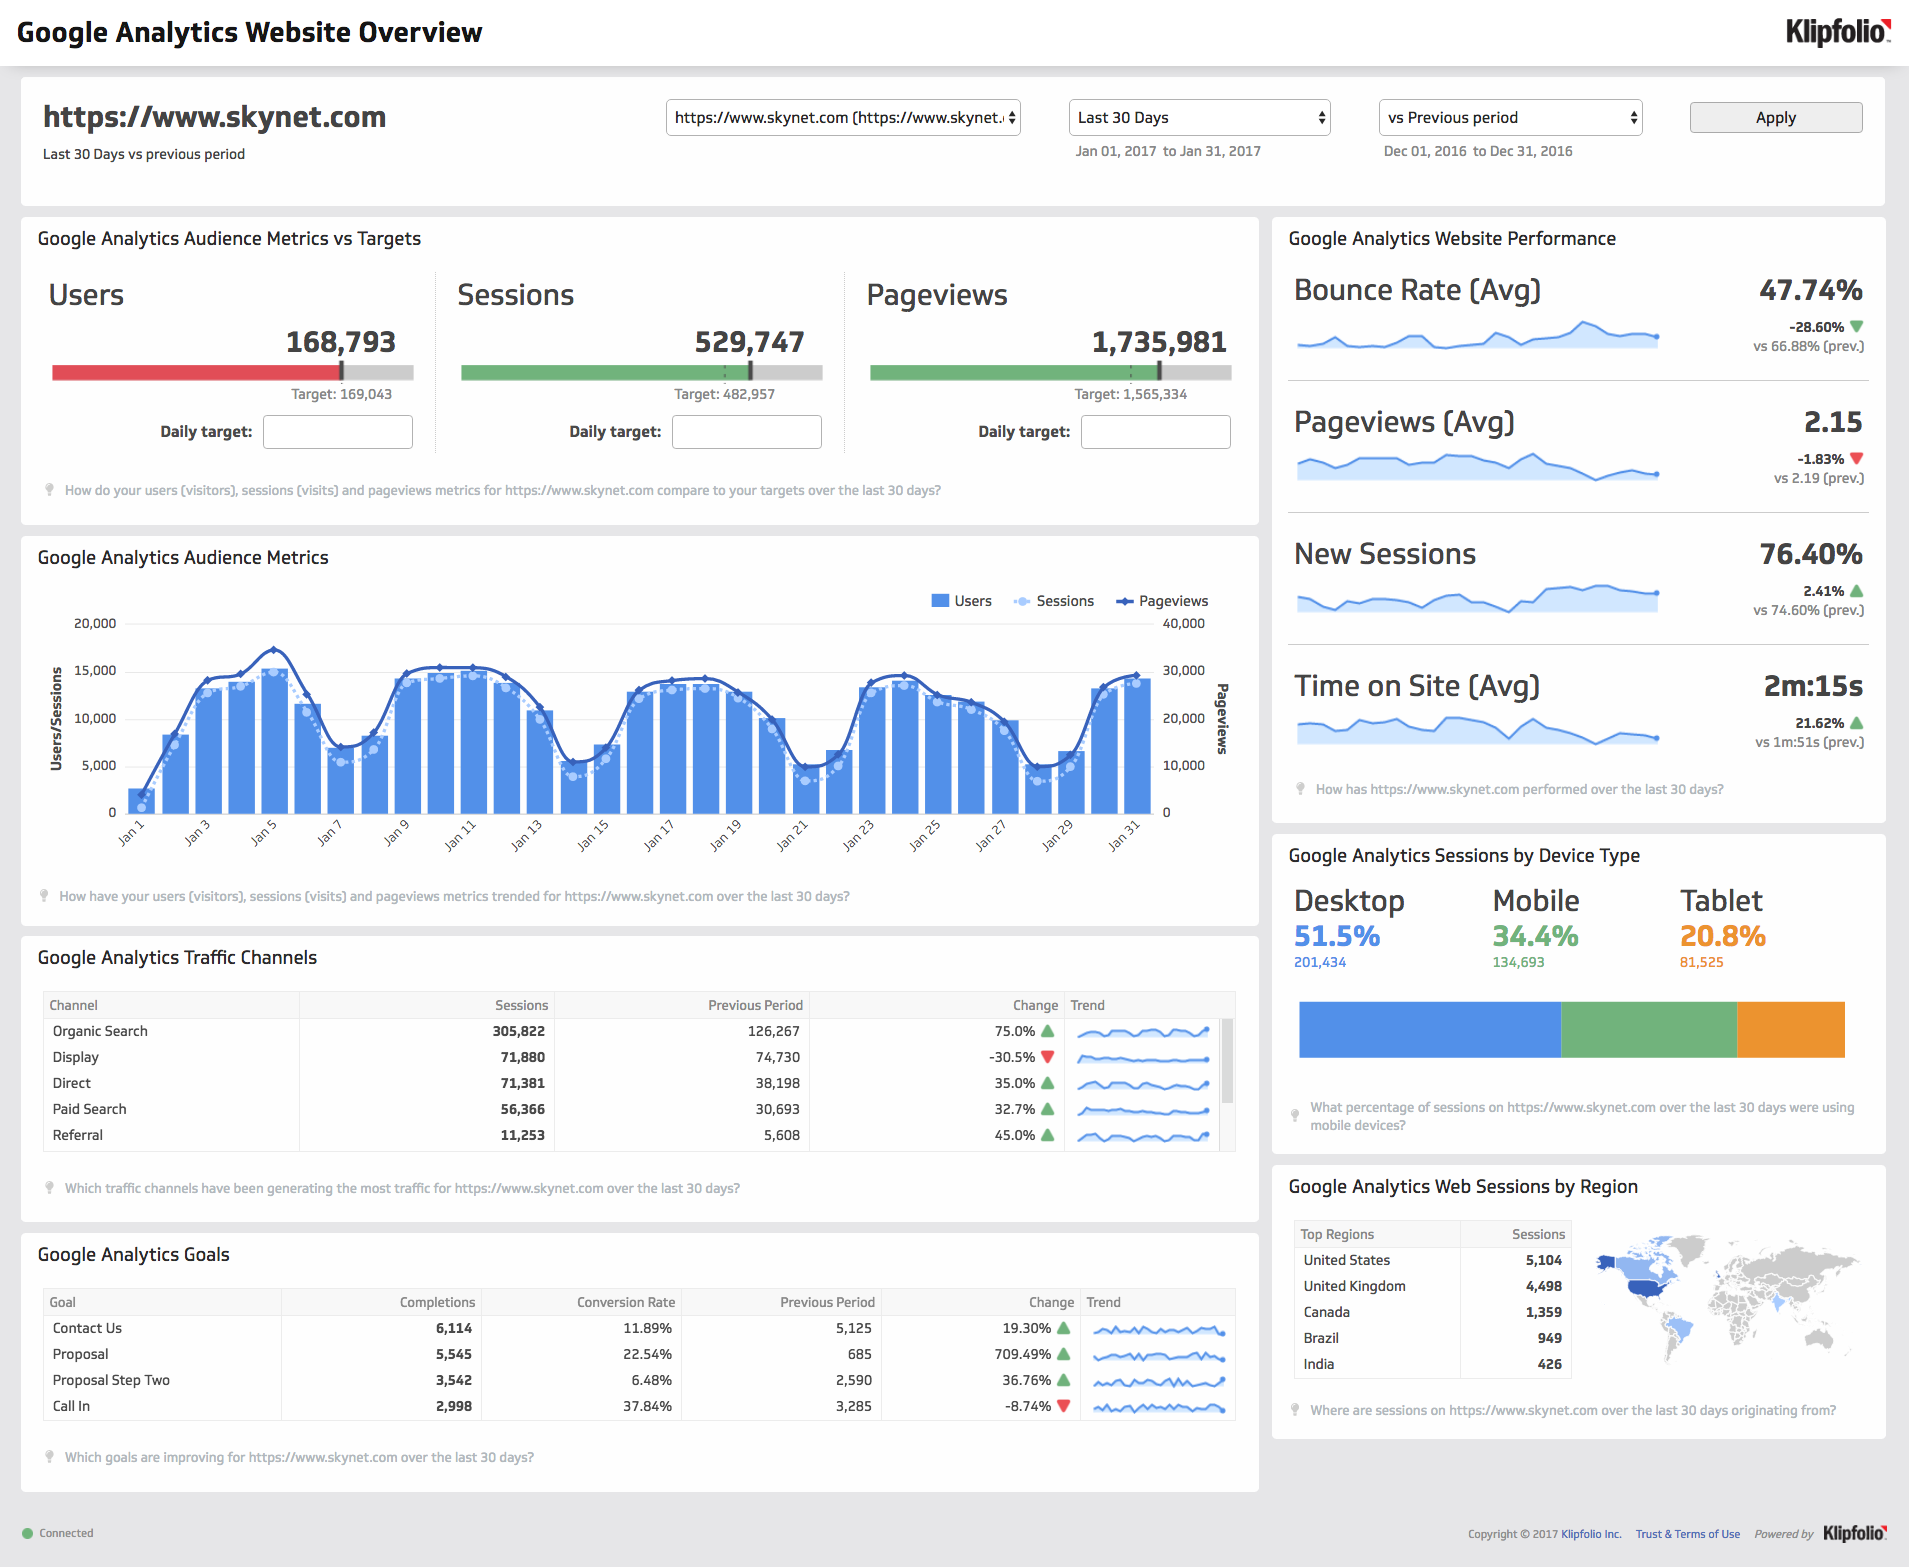 Google Analytics Website Overview
Klipfolio
https://www.skynet.com
Last 30 Days vs previous period
https://www.skynet.com (https://www.skynet.
Last 30 Days
Jan 01, 2017 to Jan 31, 2017
vs Previous period
Dec 01, 2016 to Dec 31, 2016
Apply
Google Analytics Audience Metrics vs Targets
Users
168,793
Target: 169,043
Daily target:
Sessions
529,747
Target: 482,957
Daily target:
Pageviews
1,735,981
Target: 1,565,334
Daily target:
How do your users (visitors), sessions (visits) and pageviews metrics for https://www.skynet.com compare to your targets over the last 30 days?
Google Analytics Audience Metrics
Users Sessions Pageviews
20,000
15,000
10,000
5,000
0
Users/Sessions
40,000
30,000
20,000
10,000
0
Pageviews
Jan 1 Jan 3 Jan 5 Jan 7 Jan 9 Jan 11 Jan 13 Jan 15 Jan 17 Jan 19 Jan 21 Jan 23 Jan 25 Jan 27 Jan 29 Jan 31
How have your users (visitors), sessions (visits) and pageviews metrics trended for https://www.skynet.com over the last 30 days?
Google Analytics Traffic Channels
Channel Sessions Previous Period Change Trend
Organic Search 305,822 126,267 75.0%
Display 71,880 74,730 -30.5%
Direct 71,381 38,198 35.0%
Paid Search 56,366 30,693 32.7%
Referral 11,253 5,608 45.0%
Which traffic channels have been generating the most traffic for https://www.skynet.com over the last 30 days?
Google Analytics Goals
Goal Completions Conversion Rate Previous Period Change Trend
Contact Us 6,114 11.89% 5,125 19.30%
Proposal 5,545 22.54% 685 709.49%
Proposal Step Two 3,542 6.48% 2,590 36.76%
Call In 2,998 37.84% 3,285 -8.74%
Which goals are improving for https://www.skynet.com over the last 30 days?
Google Analytics Website Performance
Bounce Rate (Avg) 47.74%
-28.60%
vs 66.88% (prev.)
Pageviews (Avg) 2.15
-1.83%
vs 2.19 (prev.)
New Sessions 76.40%
2.41%
vs 74.60% (prev.)
Time on Site (Avg) 2m:15s
21.62%
vs 1m:51s (prev.)
How has https://www.skynet.com performed over the last 30 days?
Google Analytics Sessions by Device Type
Desktop Mobile Tablet
51.5% 34.4% 20.8%
201,434 134,693 81,525
What percentage of sessions on https://www.skynet.com over the last 30 days were using
mobile devices?
Google Analytics Web Sessions by Region
Top Regions Sessions
United States 5,104
United Kingdom 4,498
Canada 1,359
Brazil 949
India 426
Where are sessions on https://www.skynet.com over the last 30 days originating from?
Connected
Copyright © 2017 Klipfolio Inc. Trust & Terms of Use Powered by Klipfolio